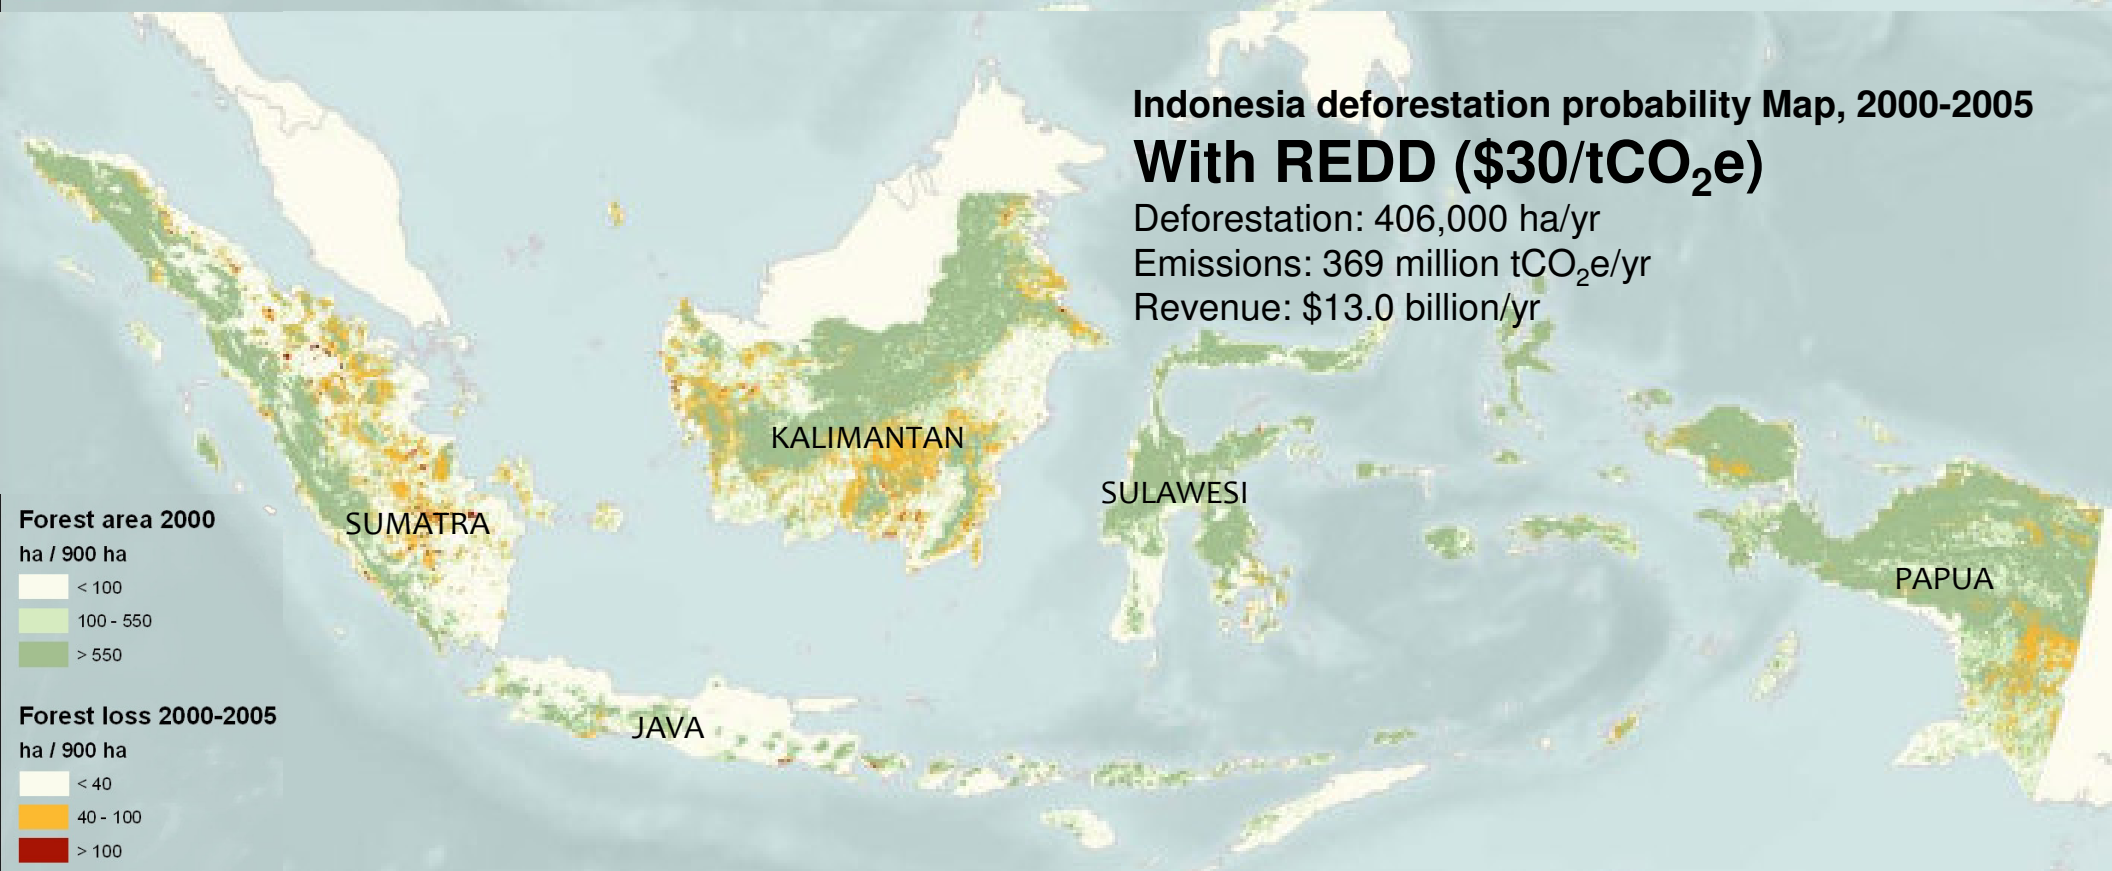 Indonesia deforestation probability Map, 2000-2005
With REDD ($30/tCO₂e)
Deforestation: 406,000 ha/yr
Emissions: 369 million tCO₂e/yr
Revenue: $13.0 billion/yr
KALIMANTAN
SULAWESI
SUMATRA
PAPUA
JAVA
Forest area 2000
ha / 900 ha
< 100
100 - 550
> 550
Forest loss 2000-2005
ha / 900 ha
< 40
40 - 100
> 100